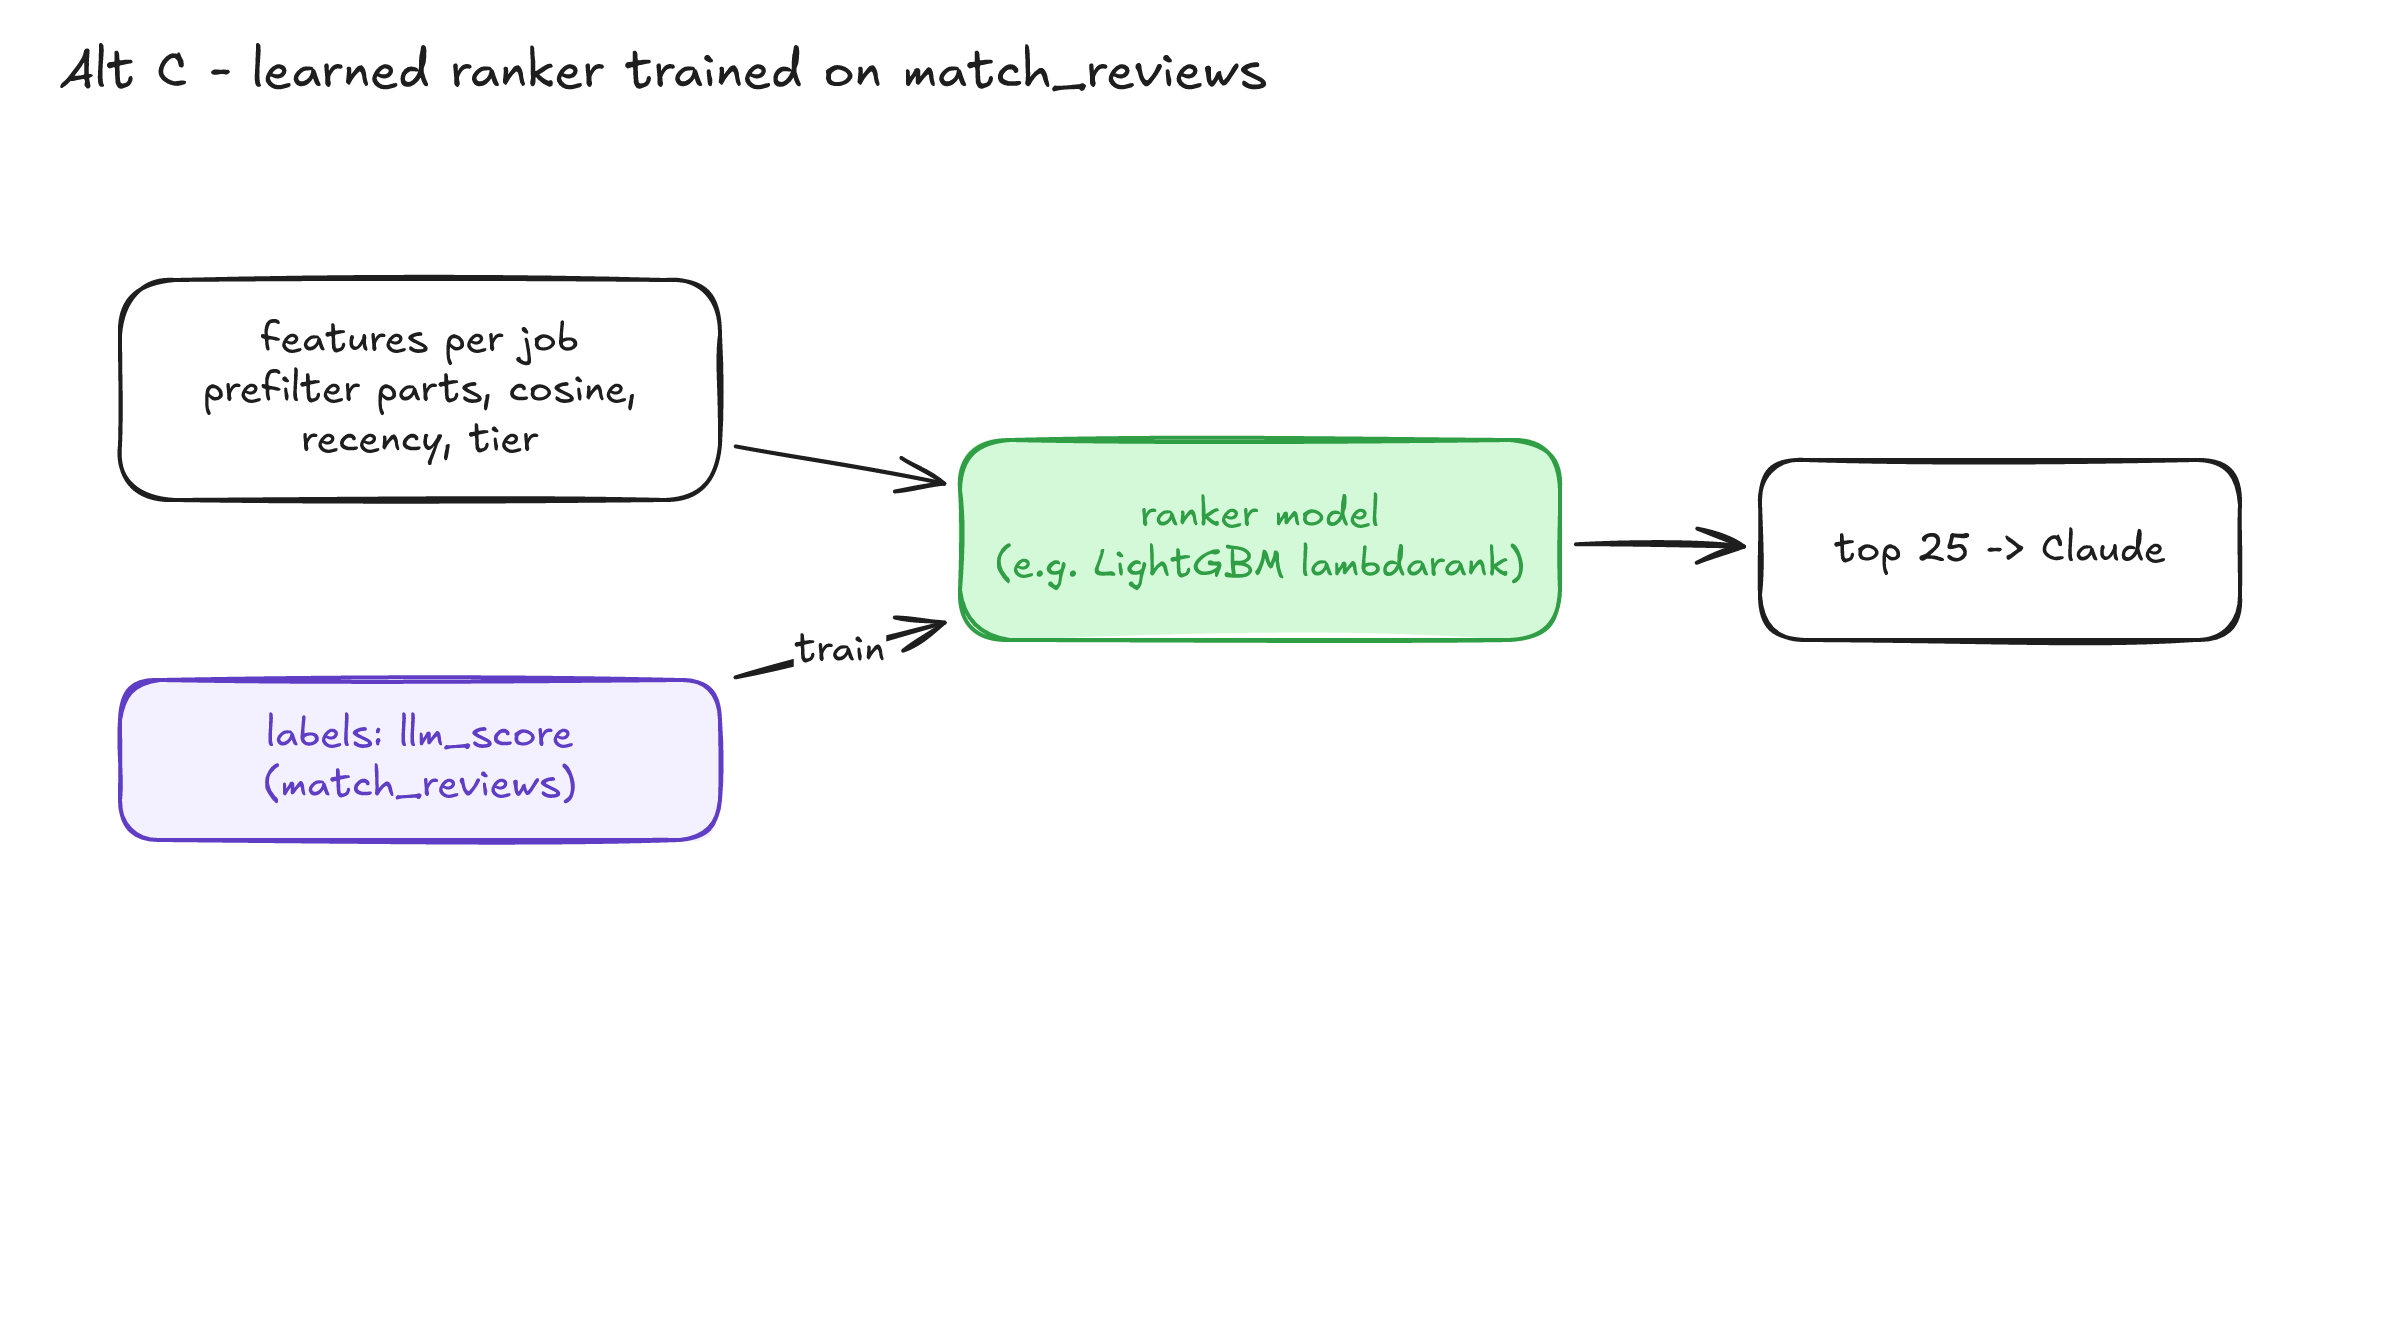 Alt C - learned ranker trained on match_reviews
features per job
prefilter parts, cosine,
recency, tier
ranker model
(e.g. LightGBM lambdarank)
top 25 -> Claude
train
labels: llm_score
(match_reviews)